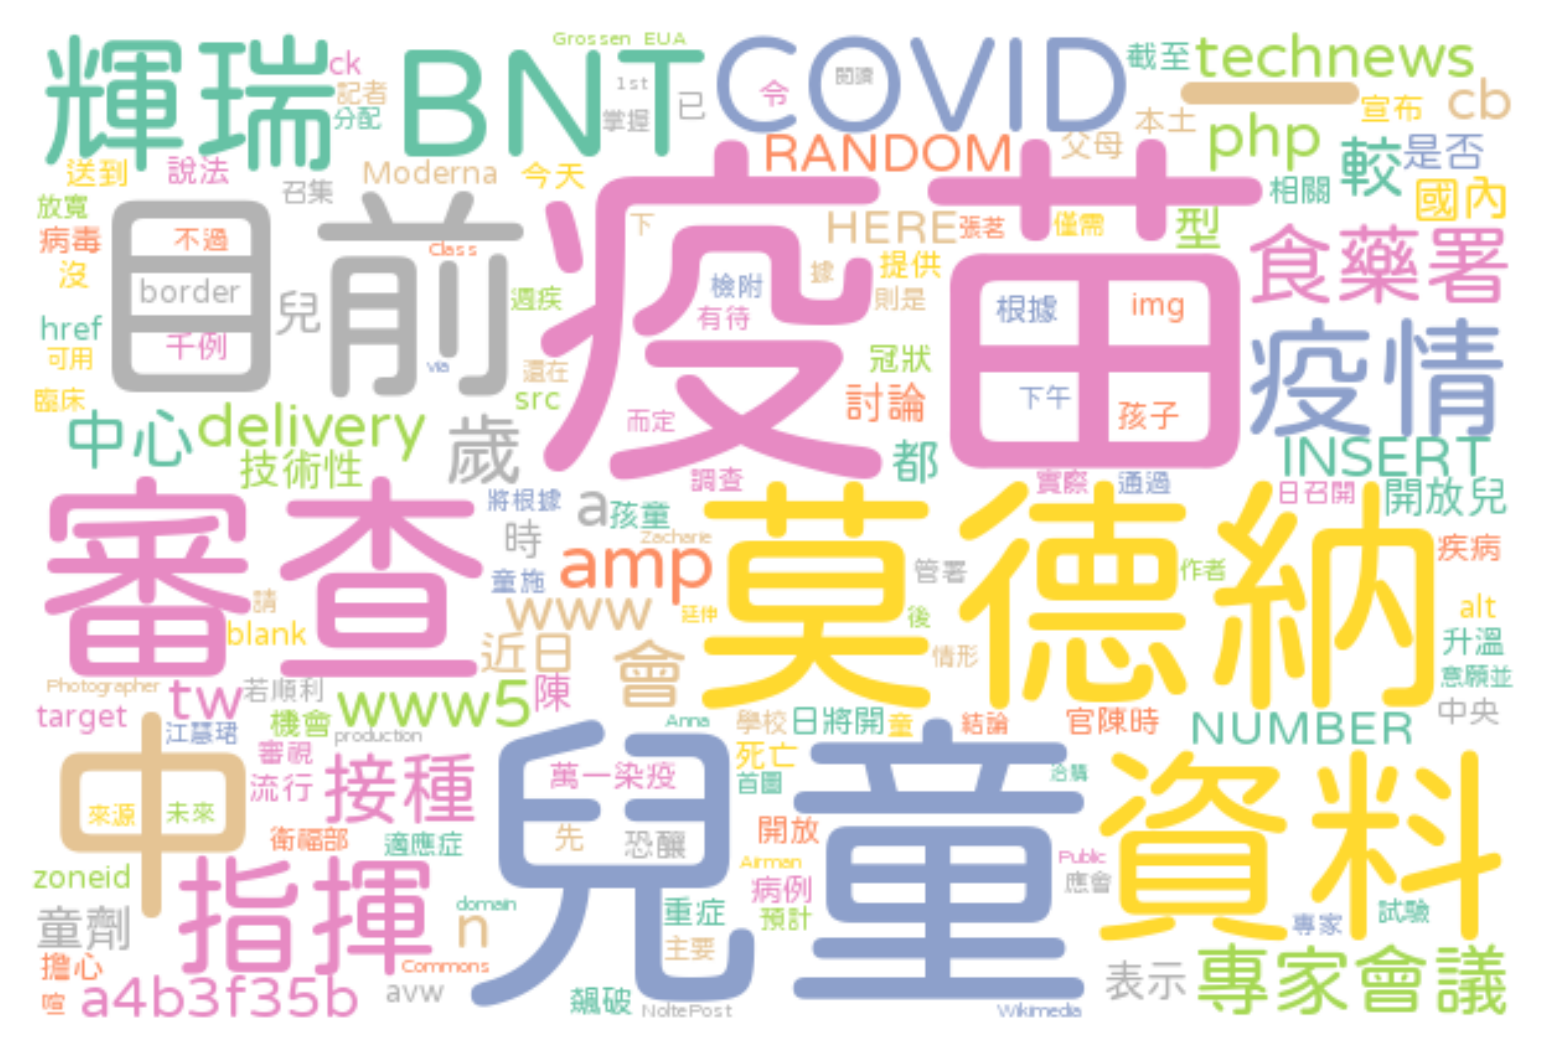 Grossen EUA
輝瑞
ck
BNT
COVID
截至
technews
1st
閱讀
記者
令
一
宣布
cb
分配
掌握
已
本土
php
RANDOM
父母
較
是否
送到
說法
Moderna
今天
召集
相關
國內
放寬
疫苗
下
HERE
張茗
僅需
型
病毒
不過
目前
Class
食藥署
沒
border
兒
週疾
檢附
據
提供
則是
根據
img
href
千例
有待
可用
via
還在
冠狀
疫情
臨床
src
而定
討論
下午
孩子
中心
delivery
歲
技術性
都
INSERT
調查
實際
通過
日召開
開放兒
審查
將根據
a
孩童
莫德納
時
Zacharie
疾病
童施
amp
管署
作者
請
www
延伸
後
alt
blank
近日
會
情形
升溫
Photographer
tw
若順利
www5
陳
意願並
target
機會
Anna
學校
日將開
童
結論
官陳時
NUMBER
中央
中
江慧珺
production
審視
接種
兒童
萬一染疫
死亡
洽購
資料
流行
首圖
來源
未來
衛福部
適應症
先
恐釀
開放
zoneid
指揮
Airman
Public
病例
應會
童劑
domain
n
重症
預計
專家
試驗
擔心
Commons
主要
表示
專家會議
喧
a4b3f35b
avw
飆破
NoltePost
Wikimedia